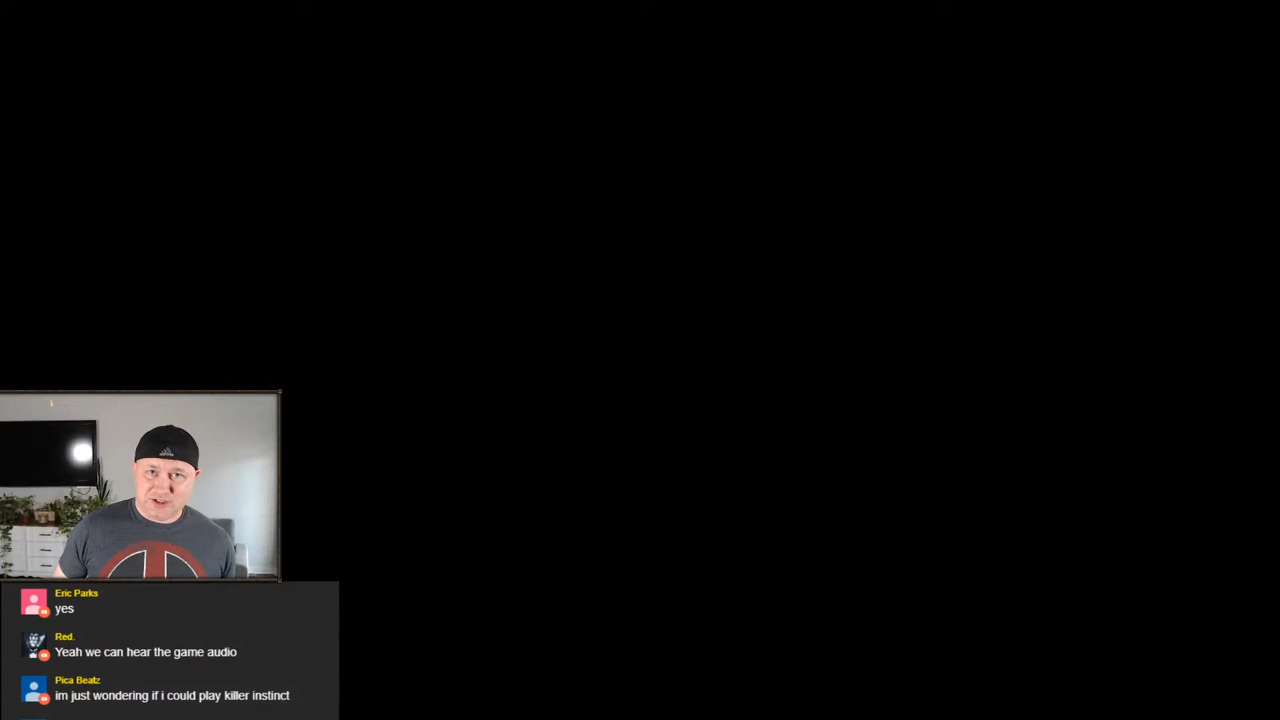 Eric Parks
yes
Red.
Yeah we can hear the game audio
Pica Beatz
im just wondering if i could play killer instinct